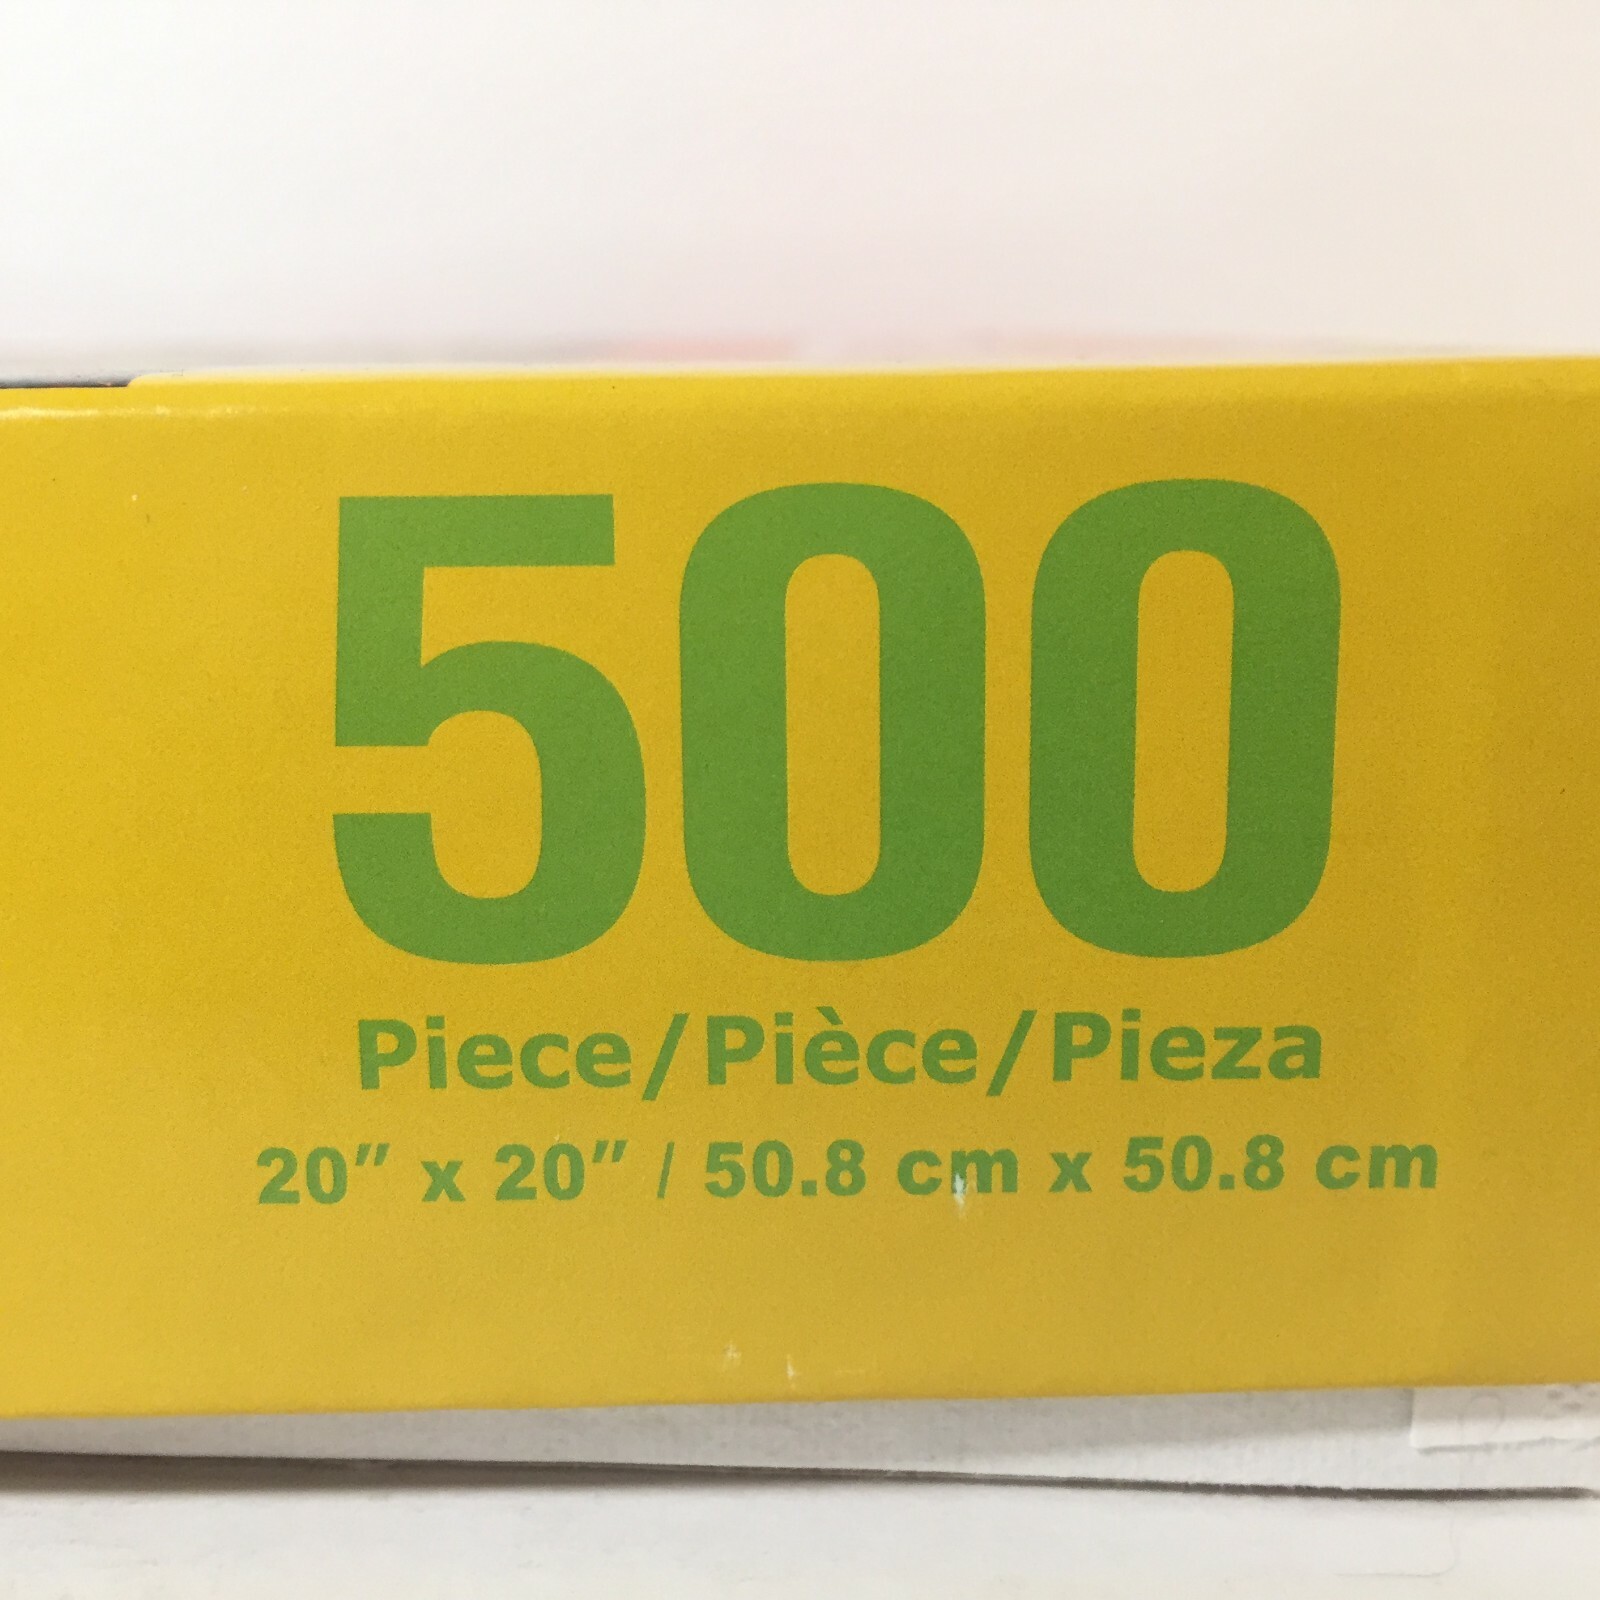 500
Piece/Pièce/Pieza
20" x 20" / 50.8 cm x 50.8 cm